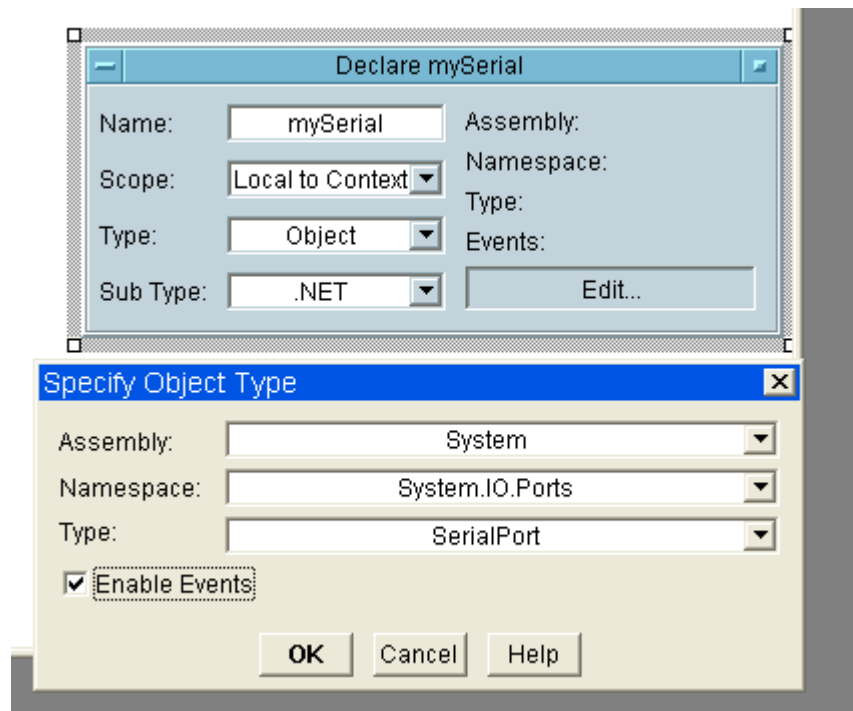 Declare mySerial
Name: mySerial
Assembly:
Namespace:
Scope: Local to Context
Type:
Type: Object
Events:
Sub Type: .NET
Edit...
Specify Object Type
Assembly: System
Namespace: System.IO.Ports
Type: SerialPort
Enable Events
OK Cancel Help